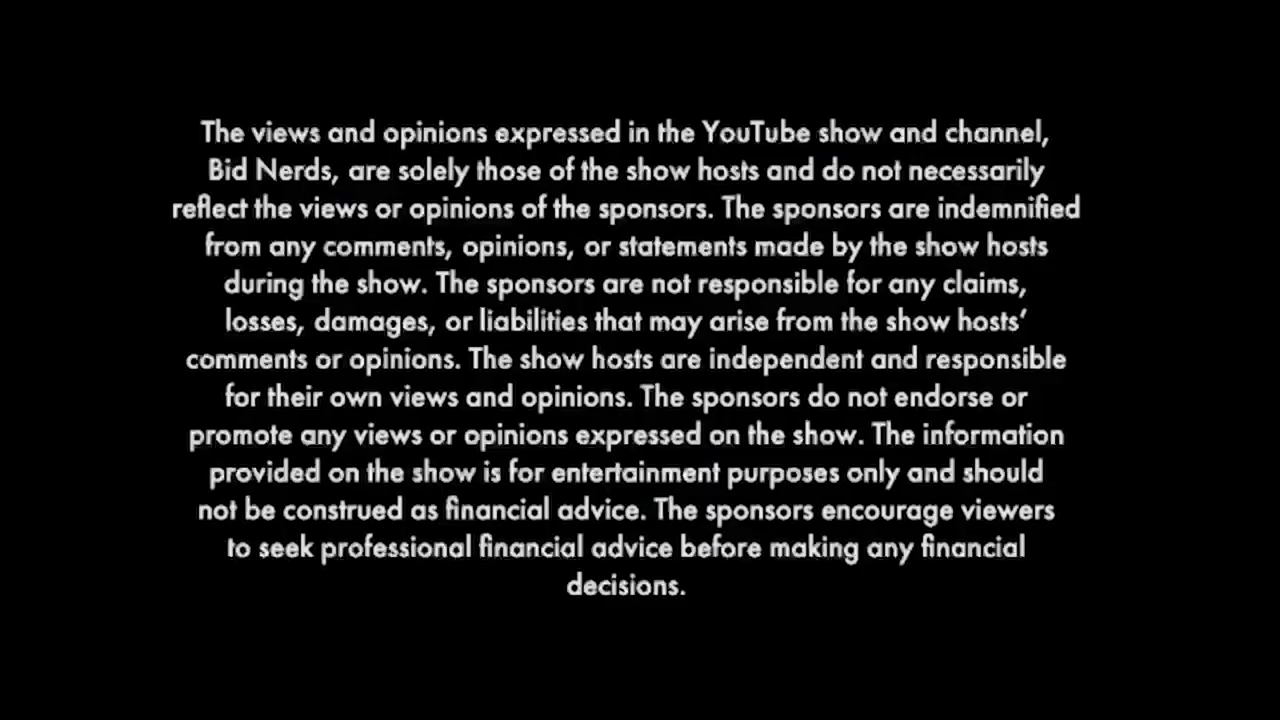 The views and opinions expressed in the YouTube show and channel,
Bid Nerds, are solely those of the show hosts and do not necessarily
reflect the views or opinions of the sponsors. The sponsors are indemnified
from any comments, opinions, or statements made by the show hosts
during the show. The sponsors are not responsible for any claims,
losses, damages, or liabilities that may arise from the show hosts’
comments or opinions. The show hosts are independent and responsible
for their own views and opinions. The sponsors do not endorse or
promote any views or opinions expressed on the show. The information
provided on the show is for entertainment purposes only and should
not be construed as financial advice. The sponsors encourage viewers
to seek professional financial advice before making any financial
decisions.